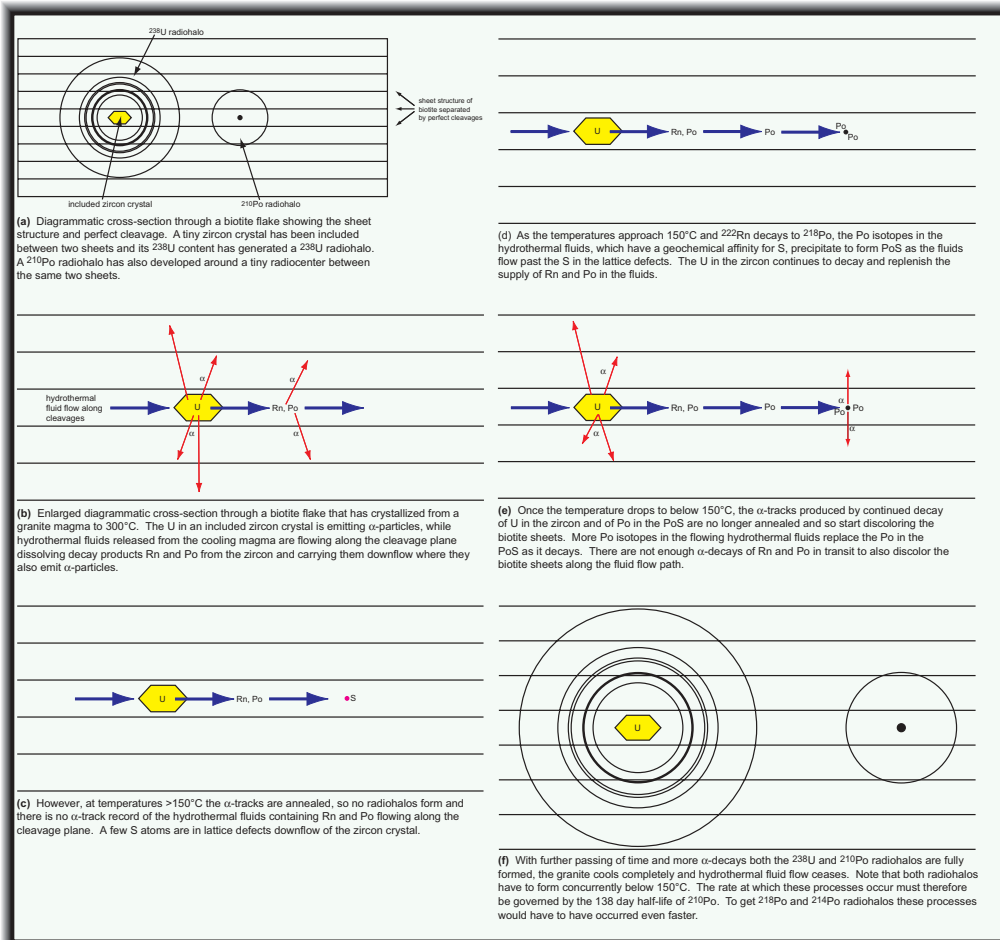 ²³⁸U radiohalo
sheet structure of
biotite separated
by perfect cleavages
included zircon crystal
²¹⁰Po radiohalo
(a) Diagrammatic cross-section through a biotite flake showing the sheet
structure and perfect cleavage. A tiny zircon crystal has been included
between two sheets and its ²³⁸U content has generated a ²³⁸U radiohalo.
A ²¹⁰Po radiohalo has also developed around a tiny radiocenter between
the same two sheets.
α
α
hydrothermal
fluid flow along
cleavages
U
Rn, Po
α
α
(b) Enlarged diagrammatic cross-section through a biotite flake that has crystallized from a
granite magma to 300°C. The U in an included zircon crystal is emitting α-particles, while
hydrothermal fluids released from the cooling magma are flowing along the cleavage plane
dissolving decay products Rn and Po from the zircon and carrying them downflow where they
also emit α-particles.
U
Rn, Po
S
(c) However, at temperatures >150°C the α-tracks are annealed, so no radiohalos form and
there is no α-track record of the hydrothermal fluids containing Rn and Po flowing along the
cleavage plane. A few S atoms are in lattice defects downflow of the zircon crystal.
U
Rn, Po
Po
Po
Po
(d) As the temperatures approach 150°C and ²²²Rn decays to ²¹⁸Po, the Po isotopes in the
hydrothermal fluids, which have a geochemical affinity for S, precipitate to form PoS as the fluids
flow past the S in the lattice defects. The U in the zircon continues to decay and replenish the
supply of Rn and Po in the fluids.
α
α
U
Rn, Po
Po
Po
Po
α
α
(e) Once the temperature drops to below 150°C, the α-tracks produced by continued decay
of U in the zircon and of Po in the PoS are no longer annealed and so start discoloring the
biotite sheets. More Po isotopes in the flowing hydrothermal fluids replace the Po in the
PoS as it decays. There are not enough α-decays of Rn and Po in transit to also discolor the
biotite sheets along the fluid flow path.
U
(f) With further passing of time and more α-decays both the ²³⁸U and ²¹⁰Po radiohalos are fully
formed, the granite cools completely and hydrothermal fluid flow ceases. Note that both radiohalos
have to form concurrently below 150°C. The rate at which these processes occur must therefore
be governed by the 138 day half-life of ²¹⁰Po. To get ²¹⁸Po and ²¹⁴Po radiohalos these processes
would have to have occurred even faster.